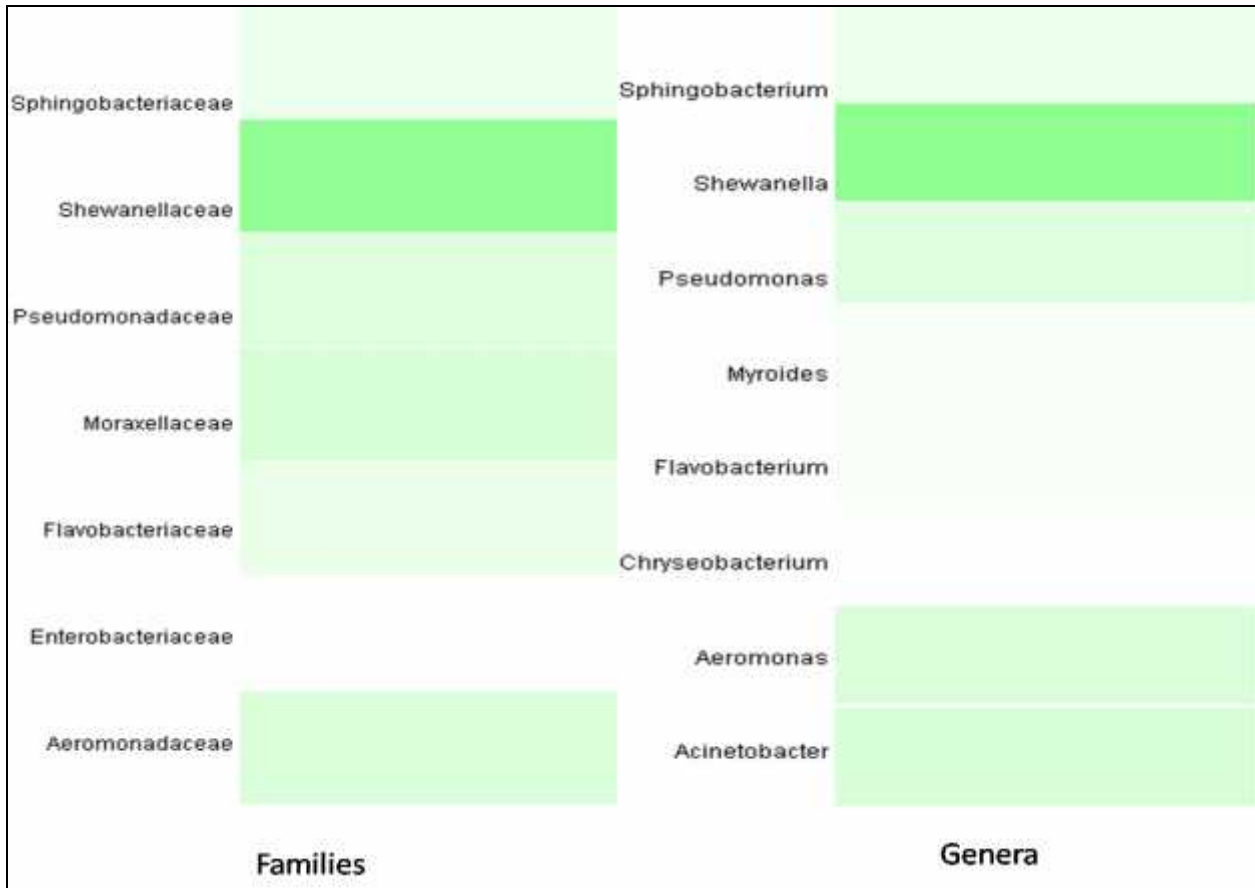 Sphingobacteriaceae
Shewanellaceae
Pseudomonadaceae
Moraxellaceae
Flavobacteriaceae
Enterobacteriaceae
Aeromonadaceae
Families
Sphingobacterium
Shewanella
Pseudomonas
Myroides
Flavobacterium
Chryseobacterium
Aeromonas
Acinetobacter
Genera